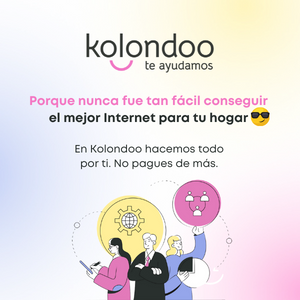 kolondoo
te ayudamos
Porque nunca fue tan fácil conseguir
el mejor Internet para tu hogar 😎
En Kolondoo hacemos todo
por ti. No pagues de más.